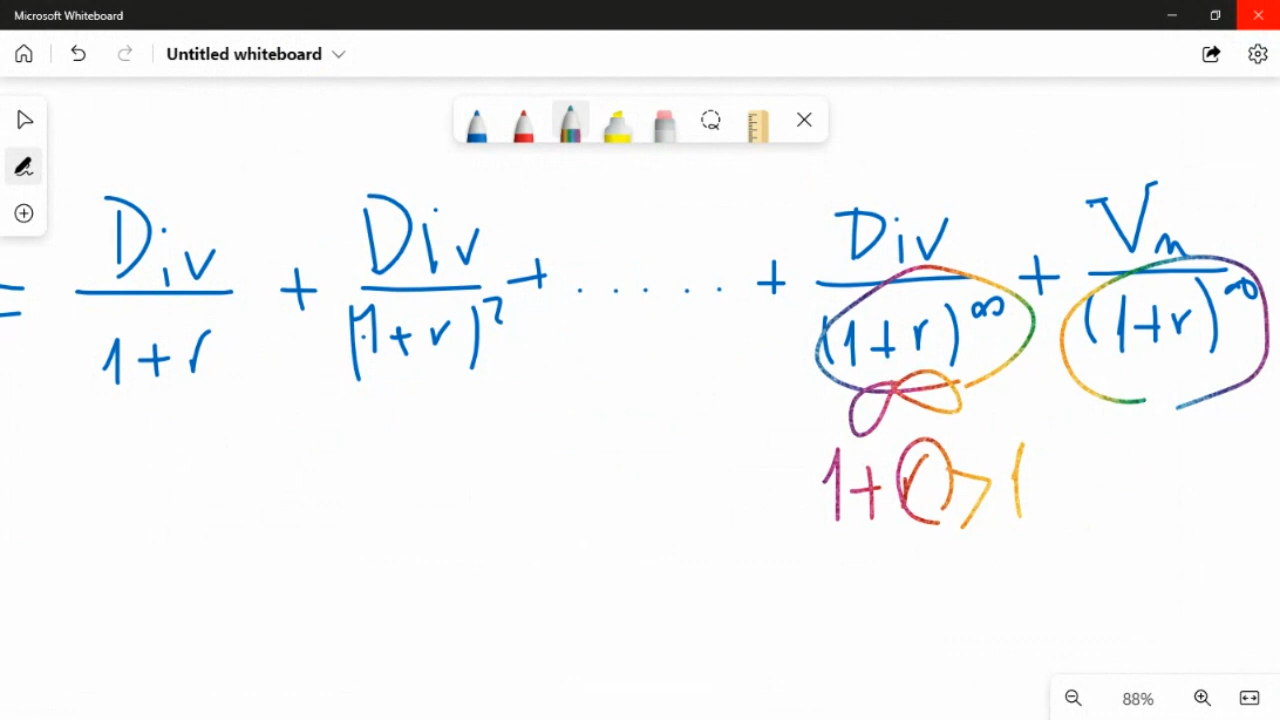 Microsoft Whiteboard
Untitled whiteboard
= Div / 1+r + Div / (1+r)² + . . . . . . + Div / (1+r)^∞ + Vn / (1+r)^∞
∞
1+r > 1
88%